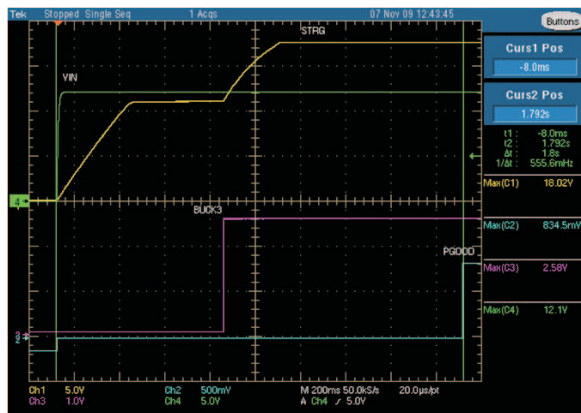 Tek Stopped Single Seq 1 Acqs 07 Nov 09 12:43:45
Buttons
STRG
VIN
Curs1 Pos
-8.0ms
Curs2 Pos
1.792s
t1: -8.0ms
t2: 1.792s
Δt: 1.8s
1/Δt: 555.6mHz
4
BUCK3
Max(C1) 18.02V
PGOOD
Max(C2) 834.5mV
Max(C3) 2.58V
Max(C4) 12.1V
Ch1 5.0V Ch2 500mV M 200ms 50.0kS/s 20.0µs/pt
Ch3 1.0V Ch4 5.0V A Ch4 5.0V